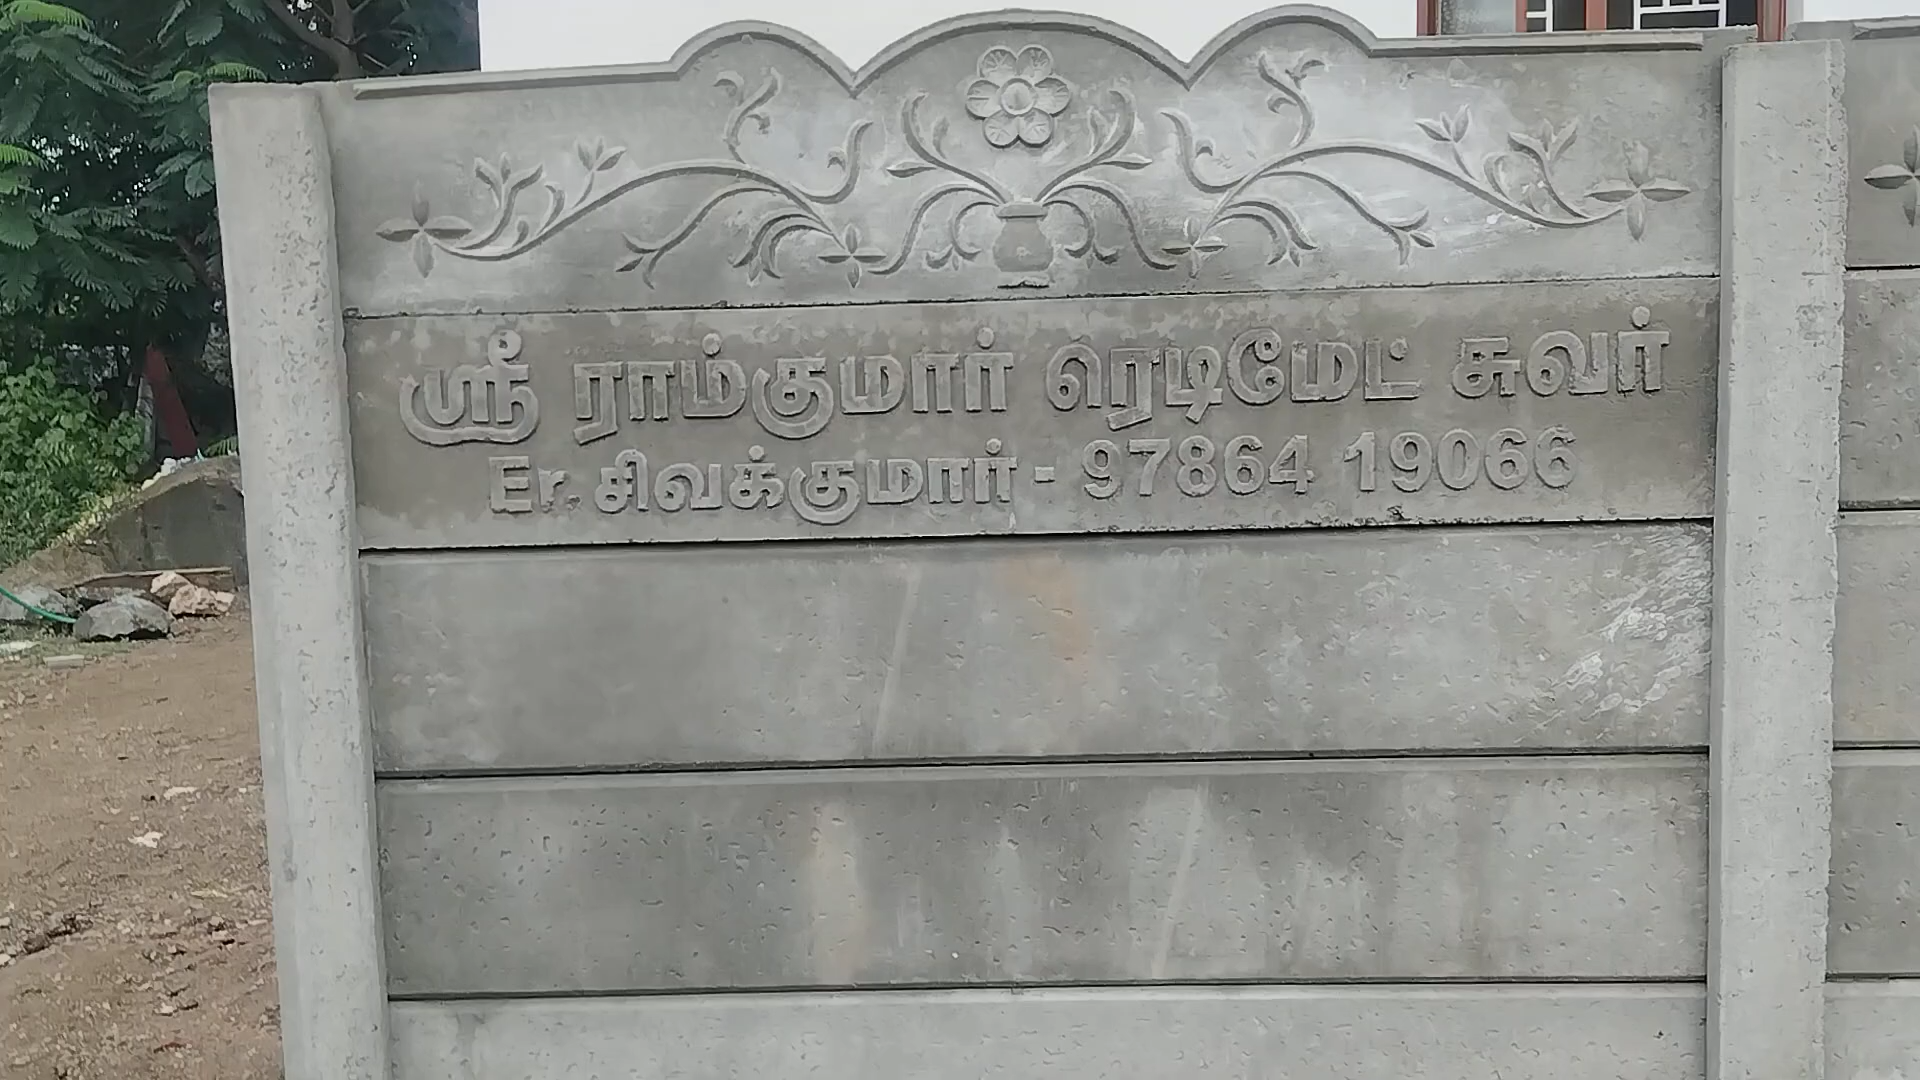 ஸ்ரீ ராம்குமார் ரெடிமேட் சுவர்
Er. சிவக்குமார் - 97864 19066